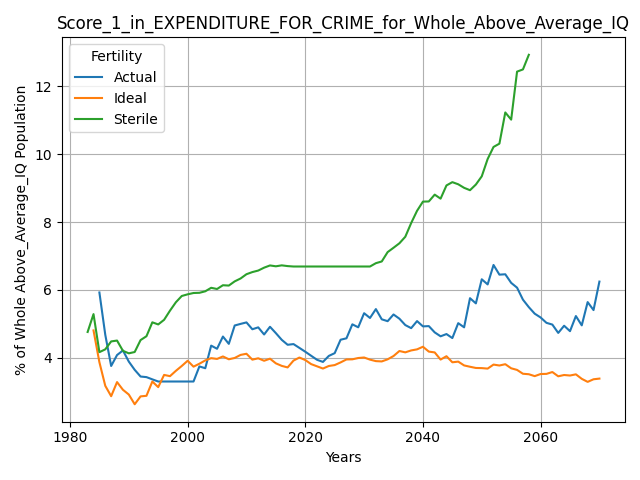 Score_1_in_EXPENDITURE_FOR_CRIME_for_Whole_Above_Average_IQ
Fertility
Actual
Ideal
Sterile
% of Whole Above_Average_IQ Population
12
10
8
6
4
1980
2000
2020
2040
2060
Years